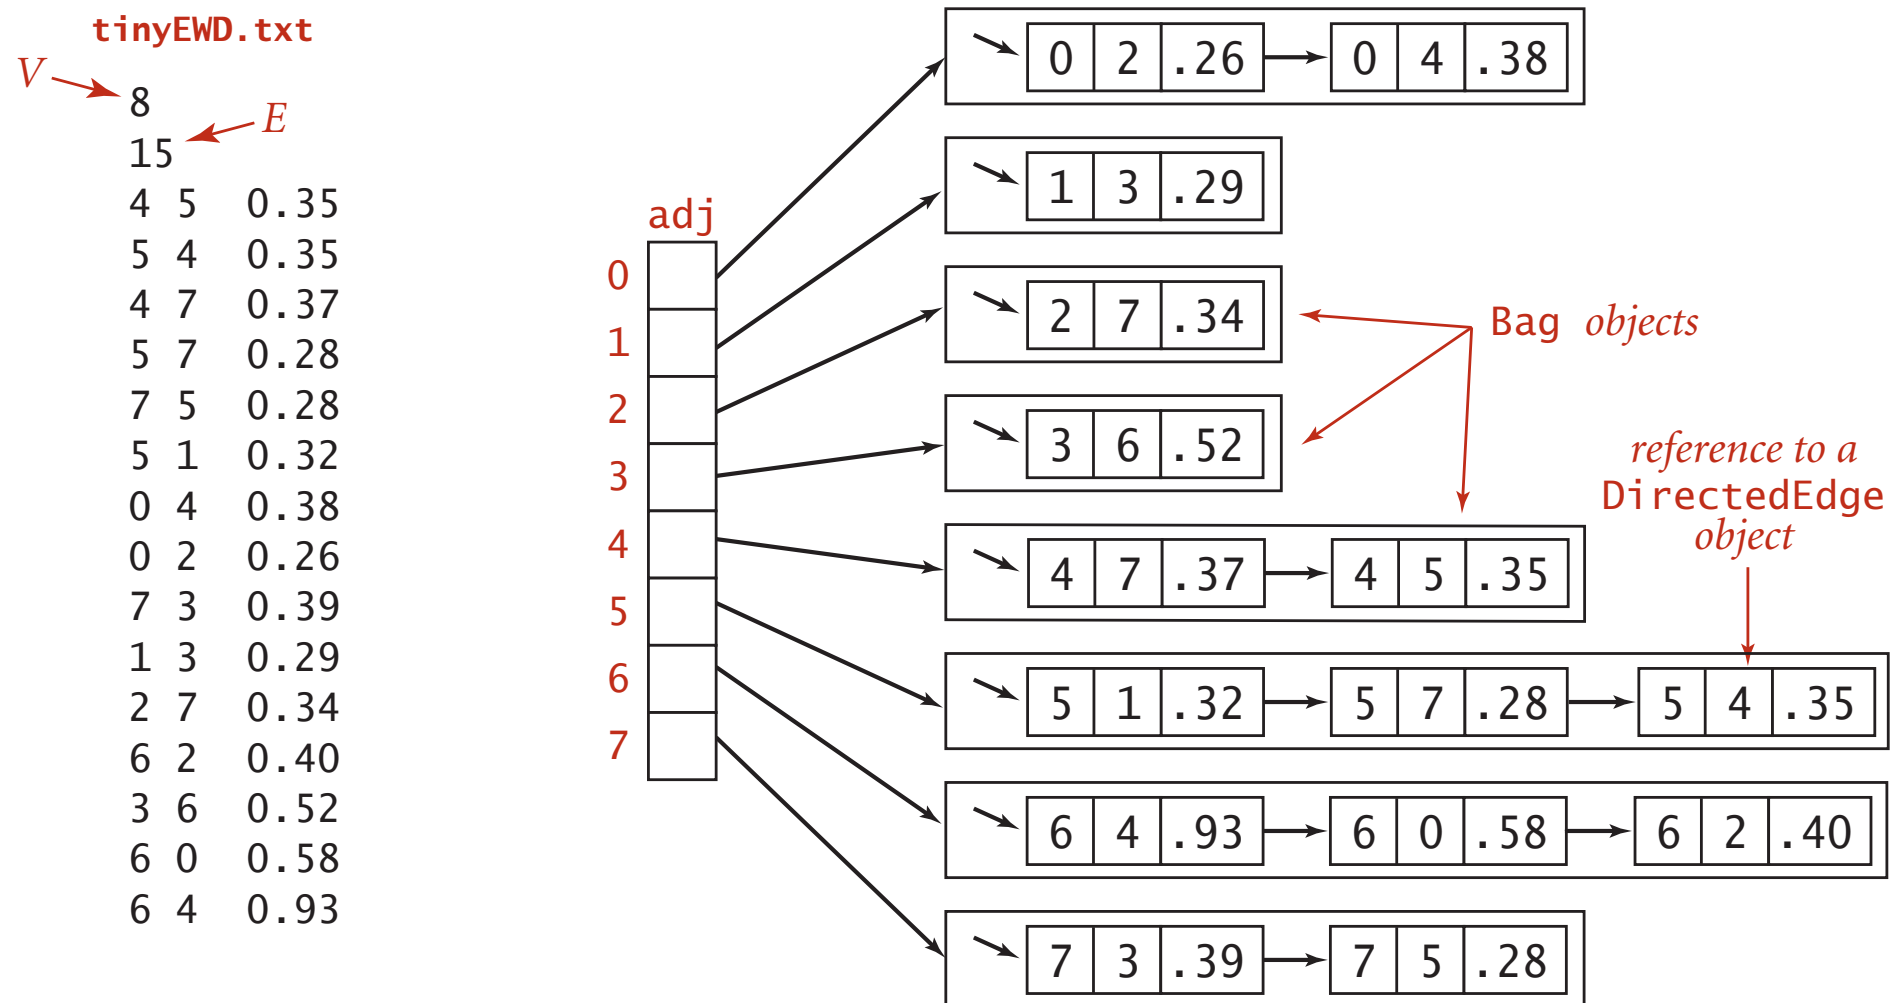 tinyEWD.txt
V
8
E
15
4 5 0.35
5 4 0.35
4 7 0.37
5 7 0.28
7 5 0.28
5 1 0.32
0 4 0.38
0 2 0.26
7 3 0.39
1 3 0.29
2 7 0.34
6 2 0.40
3 6 0.52
6 0 0.58
6 4 0.93
adj
0
1
2
3
4
5
6
7
0 2 .26 0 4 .38
1 3 .29
2 7 .34
3 6 .52
4 7 .37 4 5 .35
5 1 .32 5 7 .28 5 4 .35
6 4 .93 6 0 .58 6 2 .40
7 3 .39 7 5 .28
Bag objects
reference to a
DirectedEdge
object